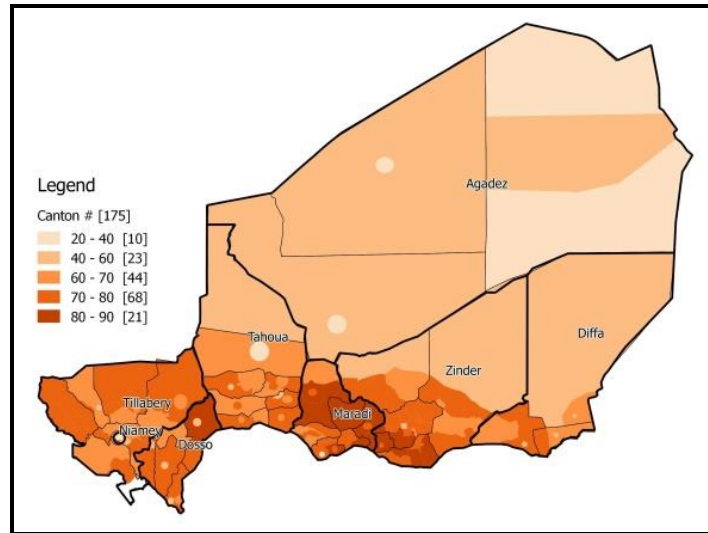 Legend
Canton # [175]
20 - 40 [10]
40 - 60 [23]
60 - 70 [44]
70 - 80 [68]
80 - 90 [21]
Agadez
Diffa
Tahoua
Zinder
Tillabery
Maradi
Niamey
Dosso